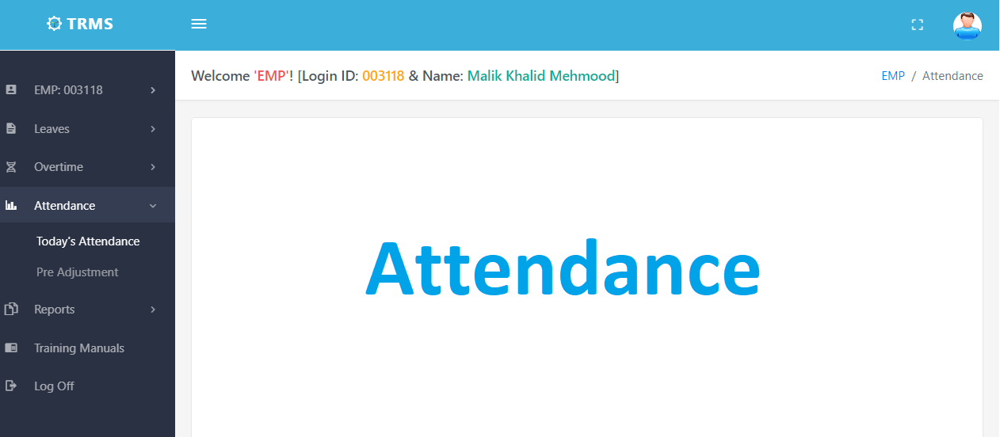 TRMS
Welcome 'EMP'! [Login ID: 003118 & Name: Malik Khalid Mehmood]
EMP / Attendance
EMP: 003118
Leaves
Overtime
Attendance
Today's Attendance
Pre Adjustment
Reports
Training Manuals
Log Off
Attendance